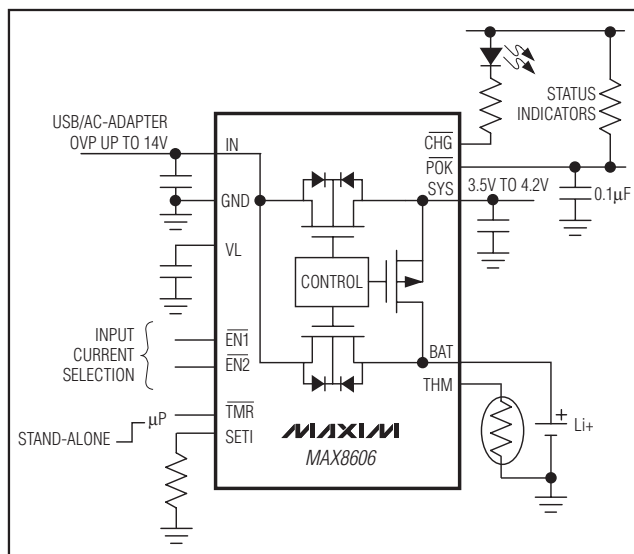 USB/AC-ADAPTER
OVP UP TO 14V
IN
GND
VL
INPUT
CURRENT
SELECTION
EN1
EN2
TMR
μP
STAND-ALONE
SETI
CONTROL
MAXIM
MAX8606
CHG
POK
SYS
BAT
THM
STATUS
INDICATORS
3.5V TO 4.2V
0.1μF
+
Li+